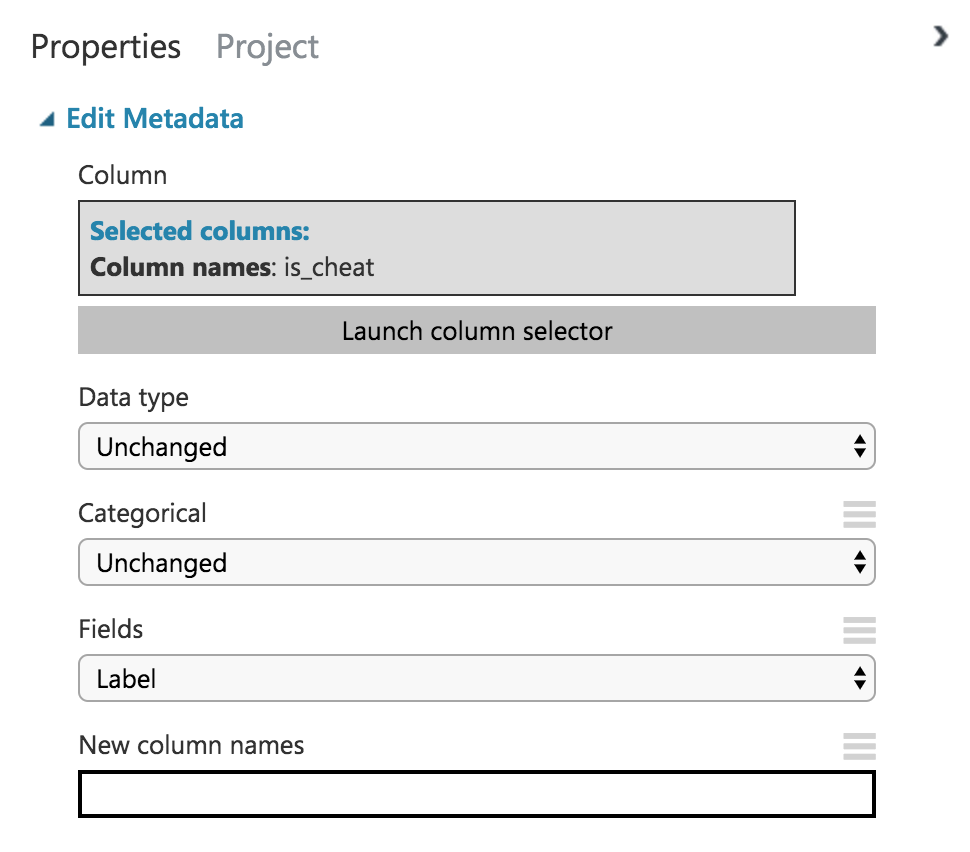 Properties Project
Edit Metadata
Column
Selected columns:
Column names: is_cheat
Launch column selector
Data type
Unchanged
Categorical
Unchanged
Fields
Label
New column names